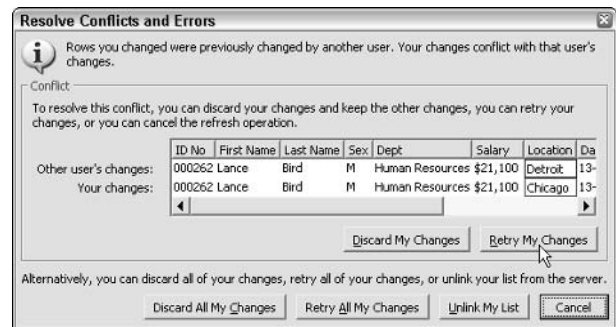 Resolve Conflicts and Errors
Rows you changed were previously changed by another user. Your changes conflict with that user's
changes.
Conflict
To resolve this conflict, you can discard your changes and keep the other changes, you can retry your
changes, or you can cancel the refresh operation.
ID No First Name Last Name Sex Dept Salary Location Da
Other user's changes: 000262 Lance Bird M Human Resources $21,100 Detroit 13-
Your changes: 000262 Lance Bird M Human Resources $21,100 Chicago 13-
Discard My Changes Retry My Changes
Alternatively, you can discard all of your changes, retry all of your changes, or unlink your list from the server.
Discard All My Changes Retry All My Changes Unlink My List Cancel